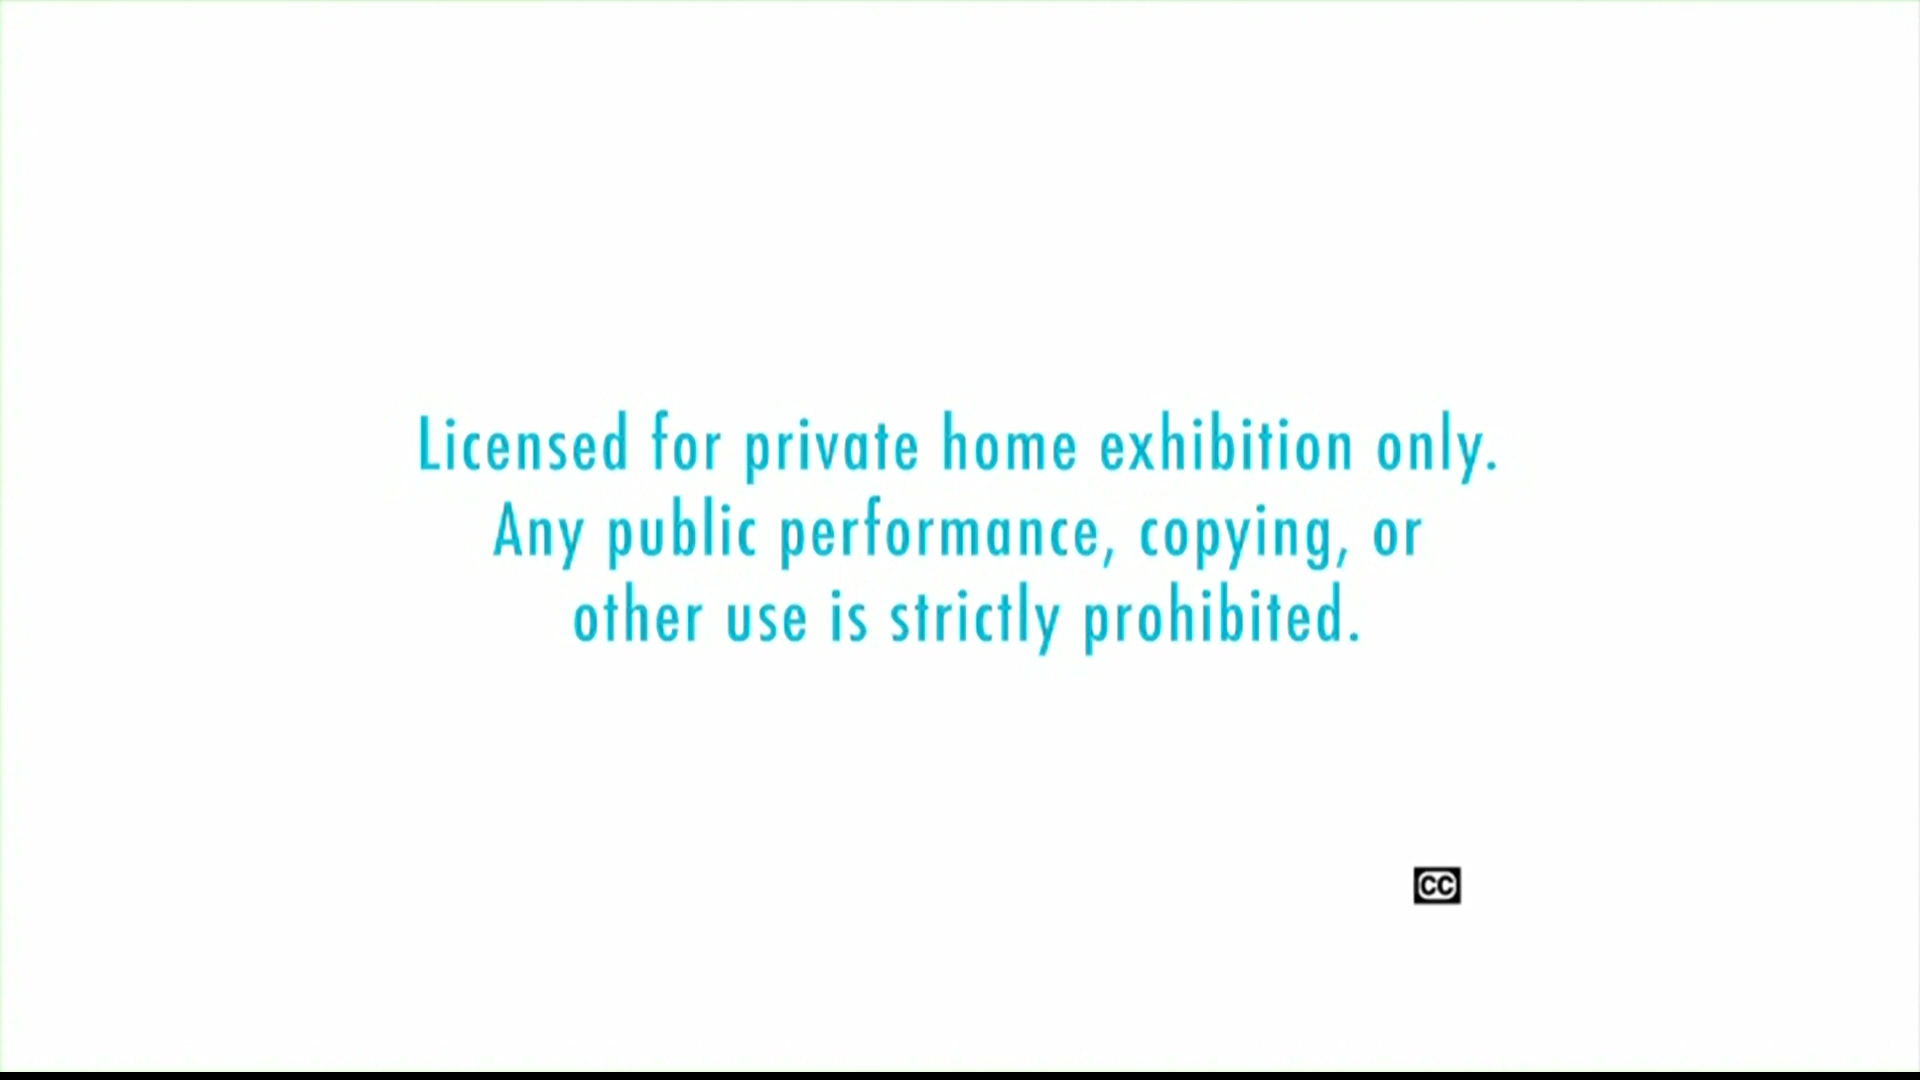 Licensed for private home exhibition only.
Any public performance, copying, or
other use is strictly prohibited.
CC